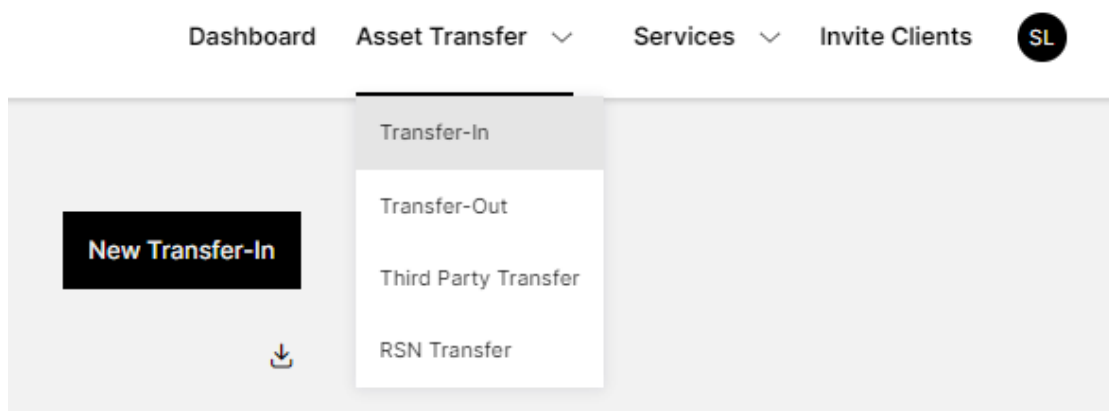 Dashboard Asset Transfer Services Invite Clients SL
Transfer-In
Transfer-Out
New Transfer-In
Third Party Transfer
RSN Transfer